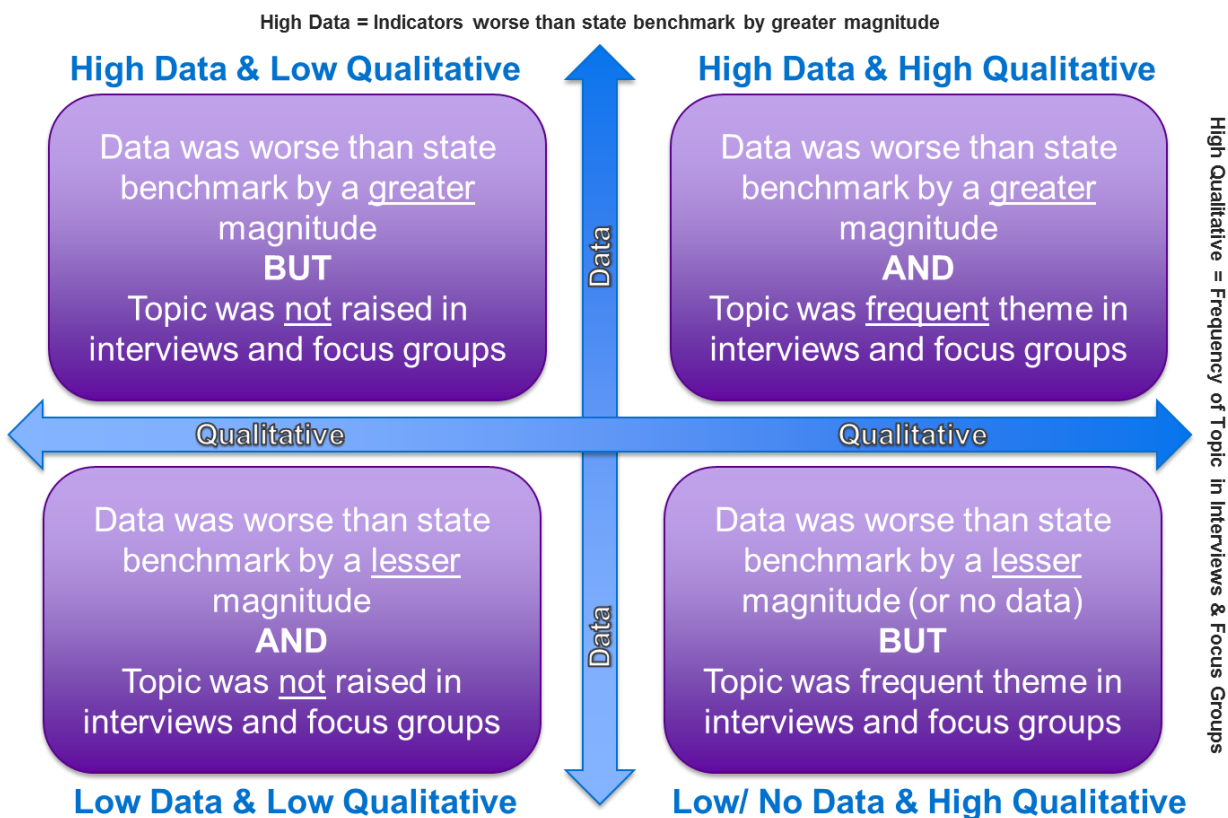 High Data = Indicators worse than state benchmark by greater magnitude
High Data & Low Qualitative
High Data & High Qualitative
Data was worse than state
benchmark by a greater
magnitude
BUT
Topic was not raised in
interviews and focus groups
Data
Data was worse than state
benchmark by a greater
magnitude
AND
Topic was frequent theme in
interviews and focus groups
High Qualitative = Frequency of Topic in Interviews & Focus Groups
Qualitative
Qualitative
Data was worse than state
benchmark by a lesser
magnitude
AND
Topic was not raised in
interviews and focus groups
Data
Data was worse than state
benchmark by a lesser
magnitude (or no data)
BUT
Topic was frequent theme in
interviews and focus groups
Low Data & Low Qualitative
Low/ No Data & High Qualitative